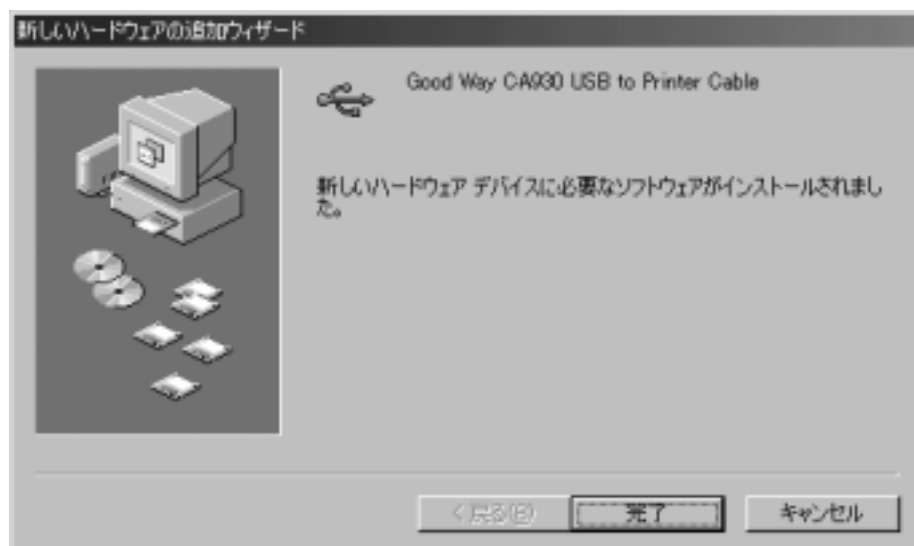 新しいハードウェアの追加ウィザード
Good Way CA930 USB to Printer Cable
新しいハードウェア デバイスに必要なソフトウェアがインストールされまし
た。
< 戻る(B)
完了
キャンセル